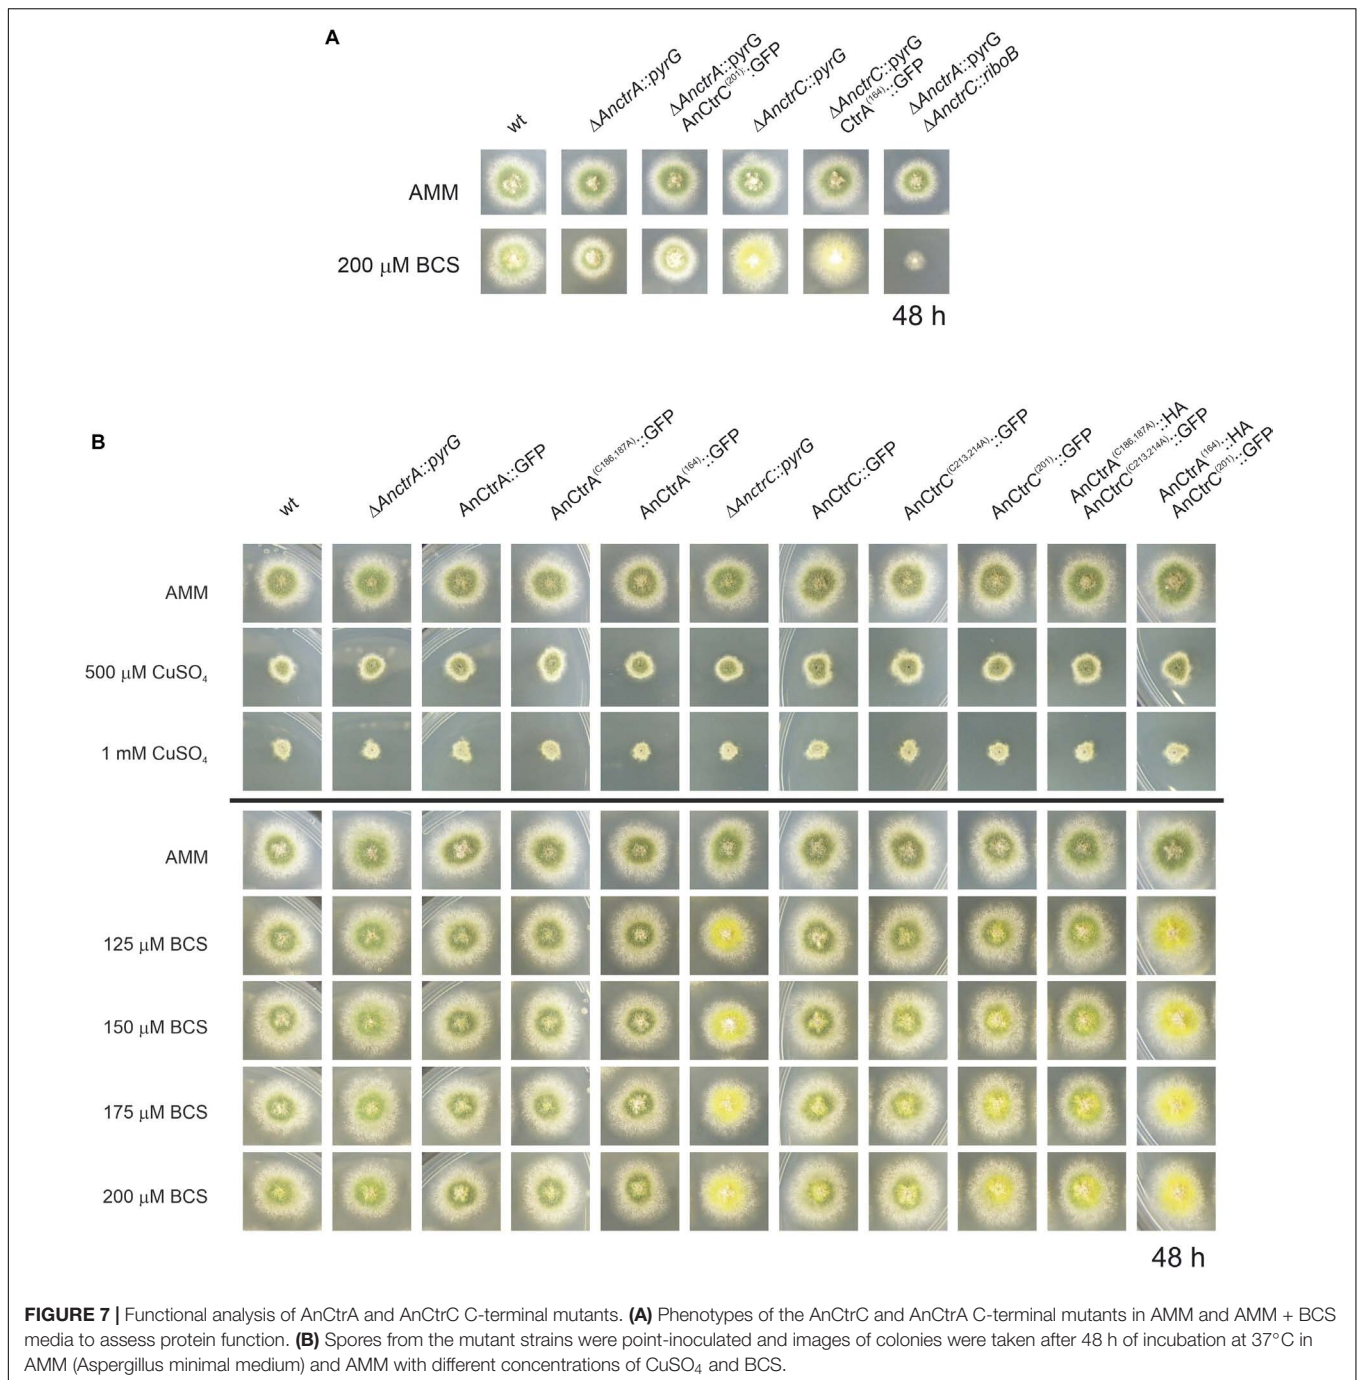 A
wt
ΔAnctrA::pyrG
ΔAnctrA::pyrG
AnCtrC(201)::GFP
ΔAnctrC::pyrG
ΔAnctrC::pyrG
CtrA(164)::GFP
ΔAnctrA::pyrG
ΔAnctrC::riboB
AMM
200 μM BCS
48 h
B
wt
ΔAnctrA::pyrG
AnCtrA::GFP
AnCtrA(C186,187A)::GFP
AnCtrA(164)::GFP
ΔAnctrC::pyrG
AnCtrC::GFP
AnCtrC(C213,214A)::GFP
AnCtrC(201)::GFP
AnCtrA(C186,187A)::HA
AnCtrC(C213,214A)::GFP
AnCtrA(164)::HA
AnCtrC(201)::GFP
AMM
500 μM CuSO₄
1 mM CuSO₄
AMM
125 μM BCS
150 μM BCS
175 μM BCS
200 μM BCS
48 h
FIGURE 7 | Functional analysis of AnCtrA and AnCtrC C-terminal mutants. (A) Phenotypes of the AnCtrC and AnCtrA C-terminal mutants in AMM and AMM + BCS
media to assess protein function. (B) Spores from the mutant strains were point-inoculated and images of colonies were taken after 48 h of incubation at 37°C in
AMM (Aspergillus minimal medium) and AMM with different concentrations of CuSO₄ and BCS.